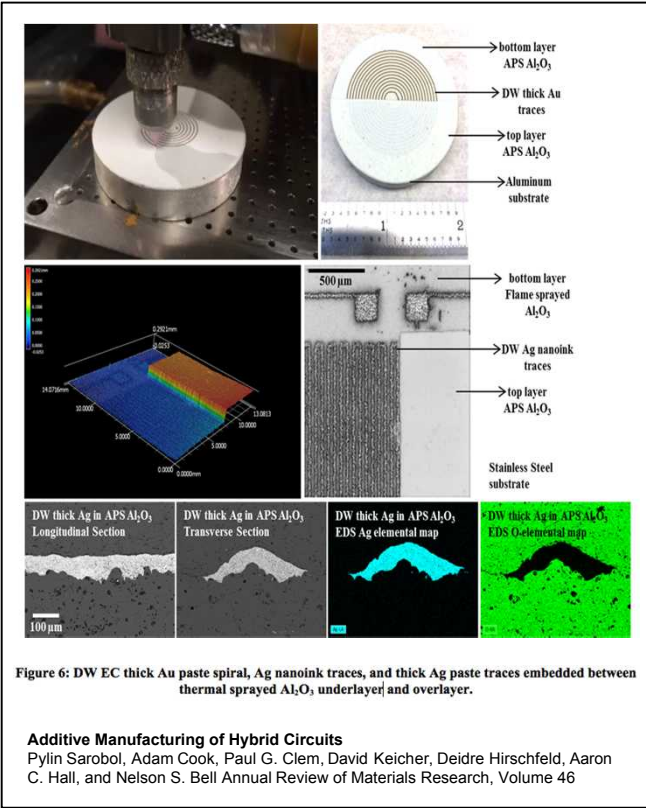 bottom layer
APS Al₂O₃
DW thick Au
traces
top layer
APS Al₂O₃
Aluminum
substrate
1 2
500 µm
bottom layer
Flame sprayed
Al₂O₃
DW Ag nanoink
traces
top layer
APS Al₂O₃
Stainless Steel
substrate
0.2921mm
-0.0253
14.0716mm
10.0000
5.0000
0.0000
0.0000mm
5.0000
10.0000
13.0813
DW thick Ag in APS Al₂O₃
Longitudinal Section
100 µm
DW thick Ag in APS Al₂O₃
Transverse Section
DW thick Ag in APS Al₂O₃
EDS Ag elemental map
DW thick Ag in APS Al₂O₃
EDS O-elemental map
Figure 6: DW EC thick Au paste spiral, Ag nanoink traces, and thick Ag paste traces embedded between
thermal sprayed Al₂O₃ underlayer and overlayer.
Additive Manufacturing of Hybrid Circuits
Pylin Sarobol, Adam Cook, Paul G. Clem, David Keicher, Deidre Hirschfeld, Aaron
C. Hall, and Nelson S. Bell Annual Review of Materials Research, Volume 46